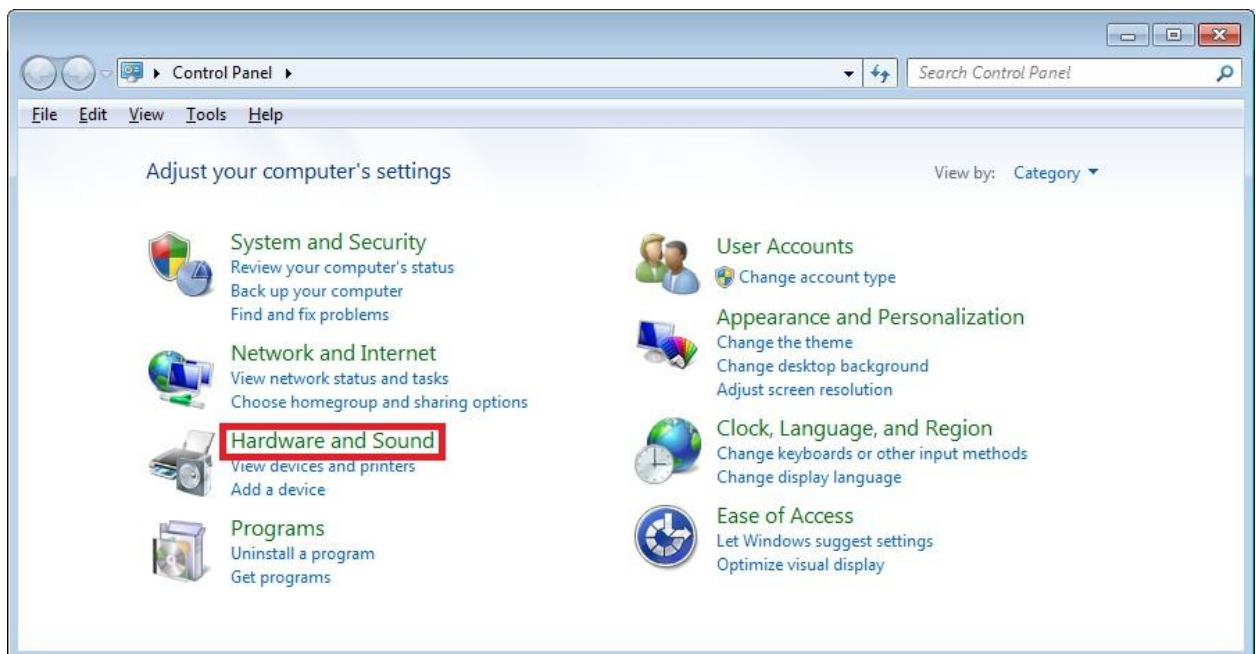 Control Panel
Search Control Panel
File Edit View Tools Help
Adjust your computer's settings
View by: Category
System and Security
Review your computer's status
Back up your computer
Find and fix problems
Network and Internet
View network status and tasks
Choose homegroup and sharing options
Hardware and Sound
View devices and printers
Add a device
Programs
Uninstall a program
Get programs
User Accounts
Change account type
Appearance and Personalization
Change the theme
Change desktop background
Adjust screen resolution
Clock, Language, and Region
Change keyboards or other input methods
Change display language
Ease of Access
Let Windows suggest settings
Optimize visual display